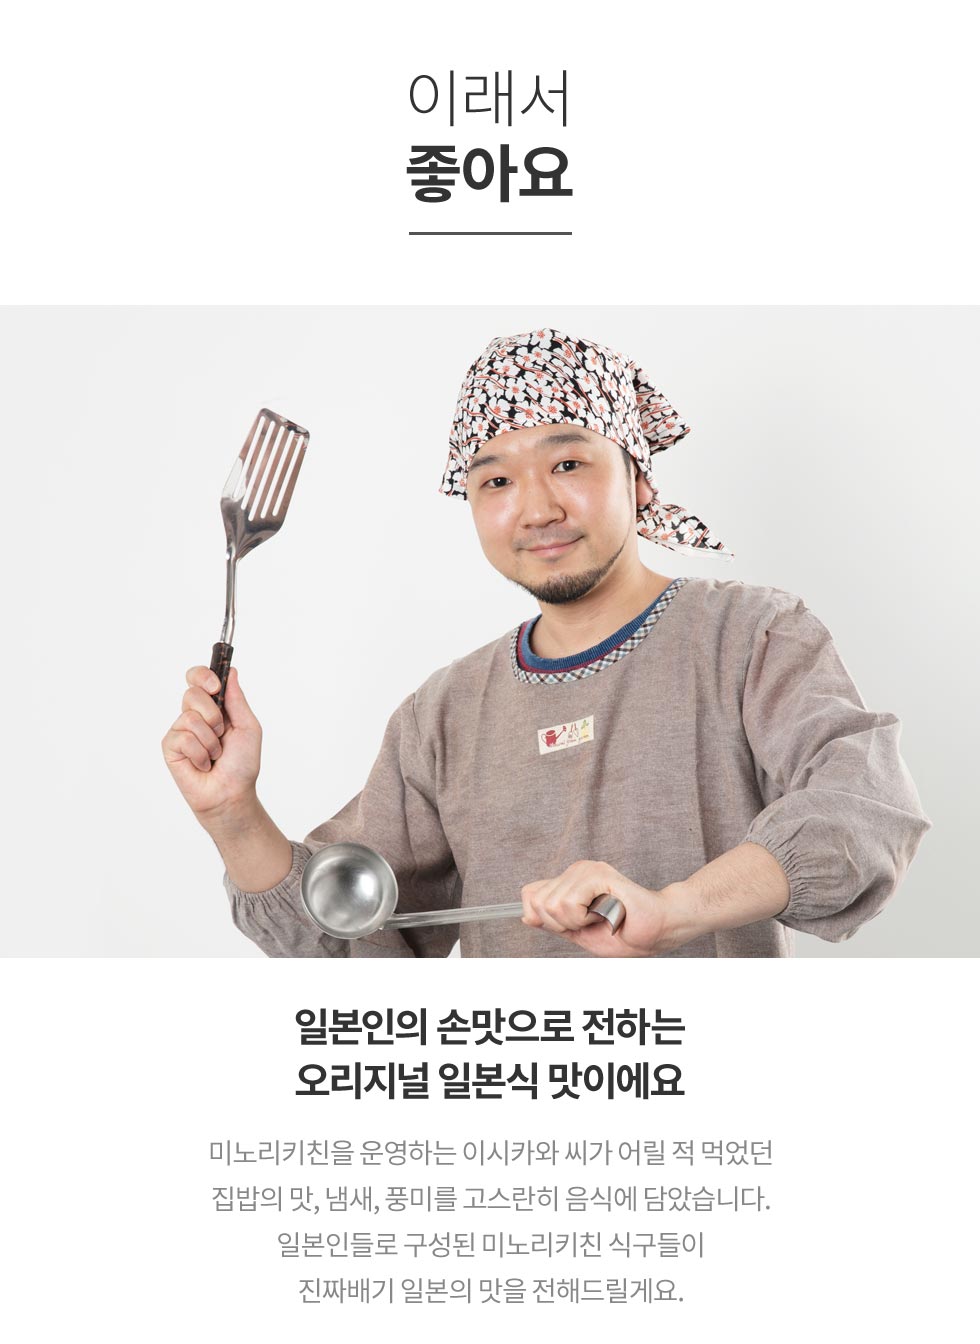 이래서
좋아요
일본인의 손맛으로 전하는
오리지널 일본식 맛이에요
미노리키친을 운영하는 이시카와 씨가 어릴 적 먹었던
집밥의 맛, 냄새, 풍미를 고스란히 음식에 담았습니다.
일본인들로 구성된 미노리키친 식구들이
진짜배기 일본의 맛을 전해드릴게요.